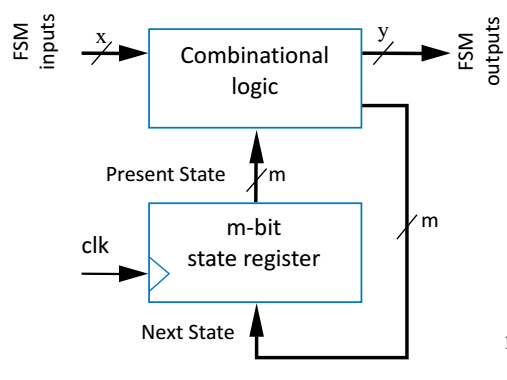 FSM
inputs
x
Combinational
logic
y
FSM
outputs
Present State
m
m
clk
m-bit
state register
Next State